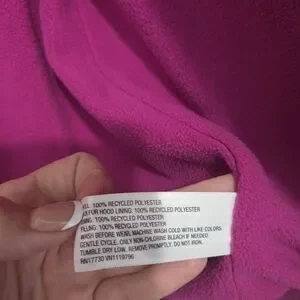 100% RECYCLED POLYESTER
FUR HOOD LINING: 100% RECYCLED POLYESTER
100% RECYCLED POLYESTER
FILLING: 100% RECYCLED POLYESTER
WASH BEFORE WEAR. MACHINE WASH COLD WITH LIKE COLORS.
GENTLE CYCLE. ONLY NON-CHLORINE BLEACH IF NEEDED
TUMBLE DRY LOW. REMOVE PROMPTLY. DO NOT IRON.
RN17730 VN1119796